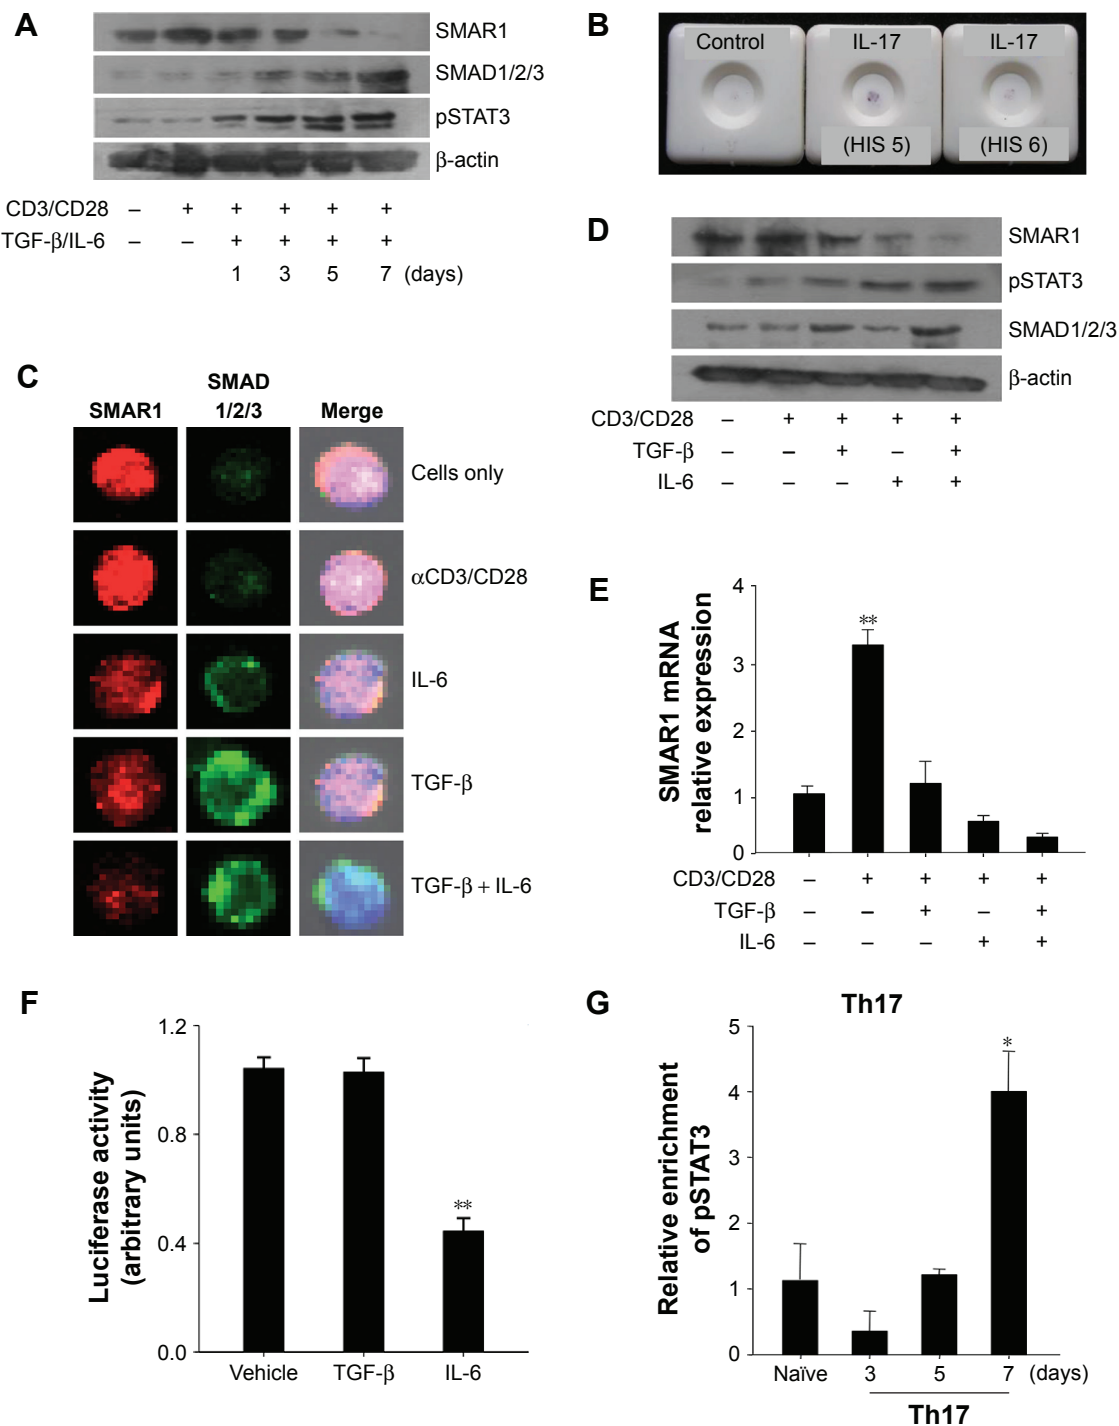 A
SMAR1
SMAD1/2/3
pSTAT3
β-actin
CD3/CD28 – + + + + +
TGF-β/IL-6 – – + + + +
1 3 5 7 (days)
B
Control IL-17 IL-17
(HIS 5) (HIS 6)
C
SMAR1 SMAD 1/2/3 Merge
Cells only
αCD3/CD28
IL-6
TGF-β
TGF-β + IL-6
D
SMAR1
pSTAT3
SMAD1/2/3
β-actin
CD3/CD28 – + + + +
TGF-β – – + – +
IL-6 – – – + +
E
SMAR1 mRNA
relative expression
4
3
2
1
0
**
CD3/CD28 – + + + +
TGF-β – – + – +
IL-6 – – – + +
F
Luciferase activity
(arbitrary units)
1.2
0.8
0.4
0.0
**
Vehicle TGF-β IL-6
G
Th17
Relative enrichment
of pSTAT3
5
4
3
2
1
0
*
Naïve 3 5 7 (days)
Th17